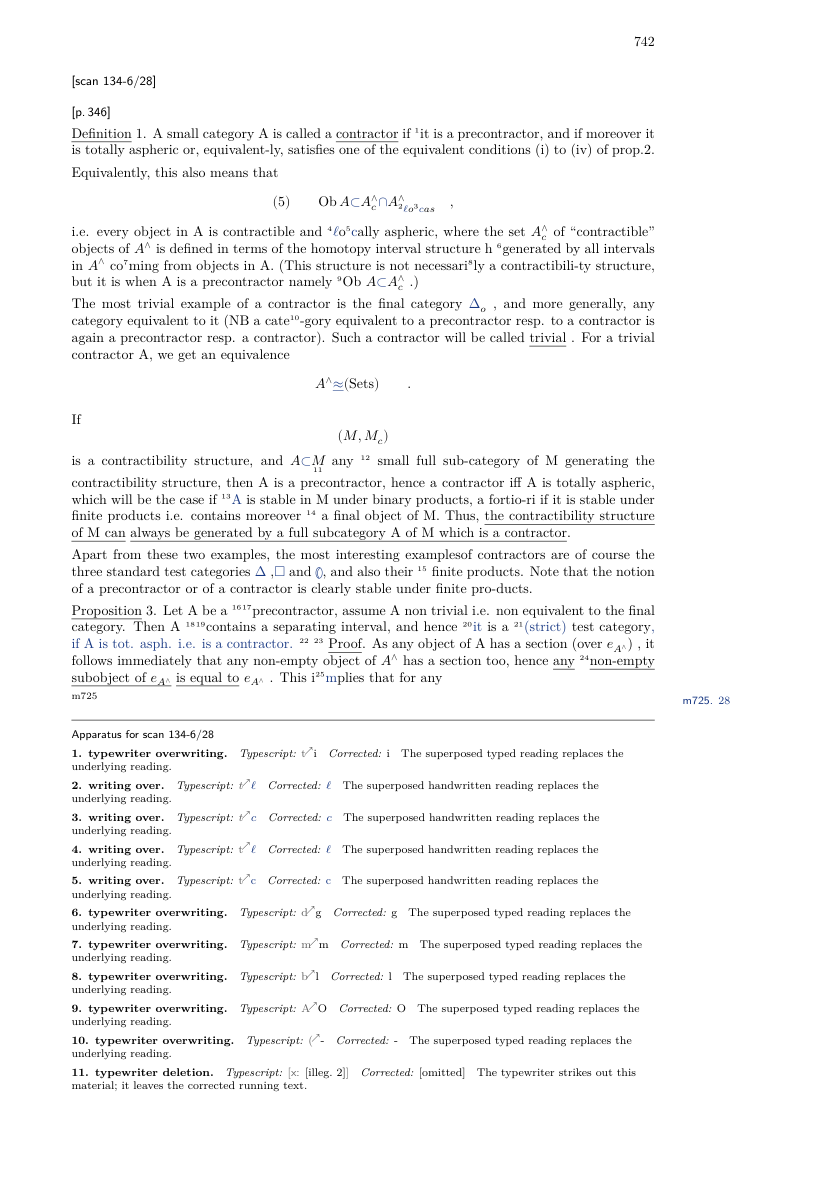 742
[scan 134-6/28]
[p. 346]
Definition 1. A small category A is called a contractor if ¹it is a precontractor, and if moreover it
is totally aspheric or, equivalent-ly, satisfies one of the equivalent conditions (i) to (iv) of prop.2.
Equivalently, this also means that
(5) Ob A⊂A^∧_c∩A^∧_²ℓo³cas ,
i.e. every object in A is contractible and ⁴ℓo⁵cally aspheric, where the set A^∧_c of “contractible”
objects of A^∧ is defined in terms of the homotopy interval structure h ⁶generated by all intervals
in A^∧ co⁷ming from objects in A. (This structure is not necessari⁸ly a contractibili-ty structure,
but it is when A is a precontractor namely ⁹Ob A⊂A^∧_c .)
The most trivial example of a contractor is the final category Δ_o , and more generally, any
category equivalent to it (NB a cate¹⁰-gory equivalent to a precontractor resp. to a contractor is
again a precontractor resp. a contractor). Such a contractor will be called trivial . For a trivial
contractor A, we get an equivalence
A^∧≈(Sets) .
If
(M, M_c)
is a contractibility structure, and A⊂M ₁₁ any ¹² small full sub-category of M generating the
contractibility structure, then A is a precontractor, hence a contractor iff A is totally aspheric,
which will be the case if ¹³A is stable in M under binary products, a fortio-ri if it is stable under
finite products i.e. contains moreover ¹⁴ a final object of M. Thus, the contractibility structure
of M can always be generated by a full subcategory A of M which is a contractor.
Apart from these two examples, the most interesting examplesof contractors are of course the
three standard test categories Δ ,□ and ⌀, and also their ¹⁵ finite products. Note that the notion
of a precontractor or of a contractor is clearly stable under finite pro-ducts.
Proposition 3. Let A be a ¹⁶¹⁷precontractor, assume A non trivial i.e. non equivalent to the final
category. Then A ¹⁸¹⁹contains a separating interval, and hence ²⁰it is a ²¹(strict) test category,
if A is tot. asph. i.e. is a contractor. ²² ²³ Proof. As any object of A has a section (over e_A^∧) , it
follows immediately that any non-empty object of A^∧ has a section too, hence any ²⁴non-empty
subobject of e_A^∧ is equal to e_A^∧ . This i²⁵mplies that for any
m725
m725. 28
Apparatus for scan 134-6/28
1. typewriter overwriting. Typescript: t↗i Corrected: i The superposed typed reading replaces the
underlying reading.
2. writing over. Typescript: t↗ℓ Corrected: ℓ The superposed handwritten reading replaces the
underlying reading.
3. writing over. Typescript: t↗c Corrected: c The superposed handwritten reading replaces the
underlying reading.
4. writing over. Typescript: t↗ℓ Corrected: ℓ The superposed handwritten reading replaces the
underlying reading.
5. writing over. Typescript: t↗c Corrected: c The superposed handwritten reading replaces the
underlying reading.
6. typewriter overwriting. Typescript: d↗g Corrected: g The superposed typed reading replaces the
underlying reading.
7. typewriter overwriting. Typescript: m↗m Corrected: m The superposed typed reading replaces the
underlying reading.
8. typewriter overwriting. Typescript: b↗l Corrected: l The superposed typed reading replaces the
underlying reading.
9. typewriter overwriting. Typescript: A↗O Corrected: O The superposed typed reading replaces the
underlying reading.
10. typewriter overwriting. Typescript: (↗- Corrected: - The superposed typed reading replaces the
underlying reading.
11. typewriter deletion. Typescript: [x: [illeg. 2]] Corrected: [omitted] The typewriter strikes out this
material; it leaves the corrected running text.